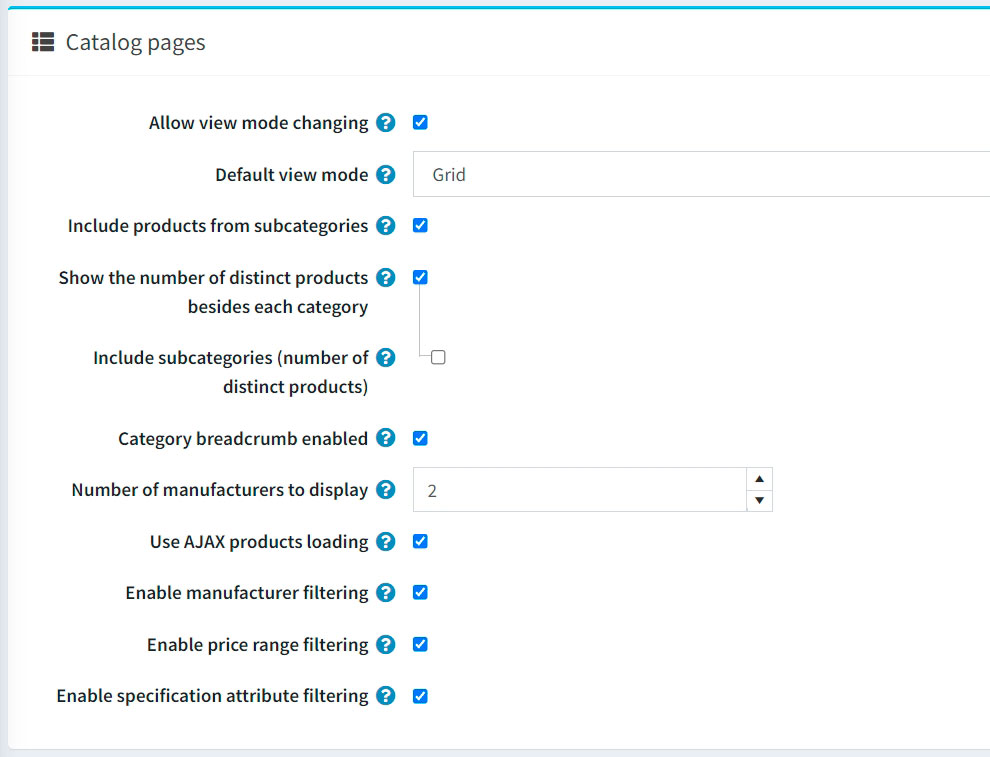 Catalog pages
Allow view mode changing ?
Default view mode ? Grid
Include products from subcategories ?
Show the number of distinct products ?
besides each category
Include subcategories (number of ?
distinct products)
Category breadcrumb enabled ?
Number of manufacturers to display ? 2
Use AJAX products loading ?
Enable manufacturer filtering ?
Enable price range filtering ?
Enable specification attribute filtering ?